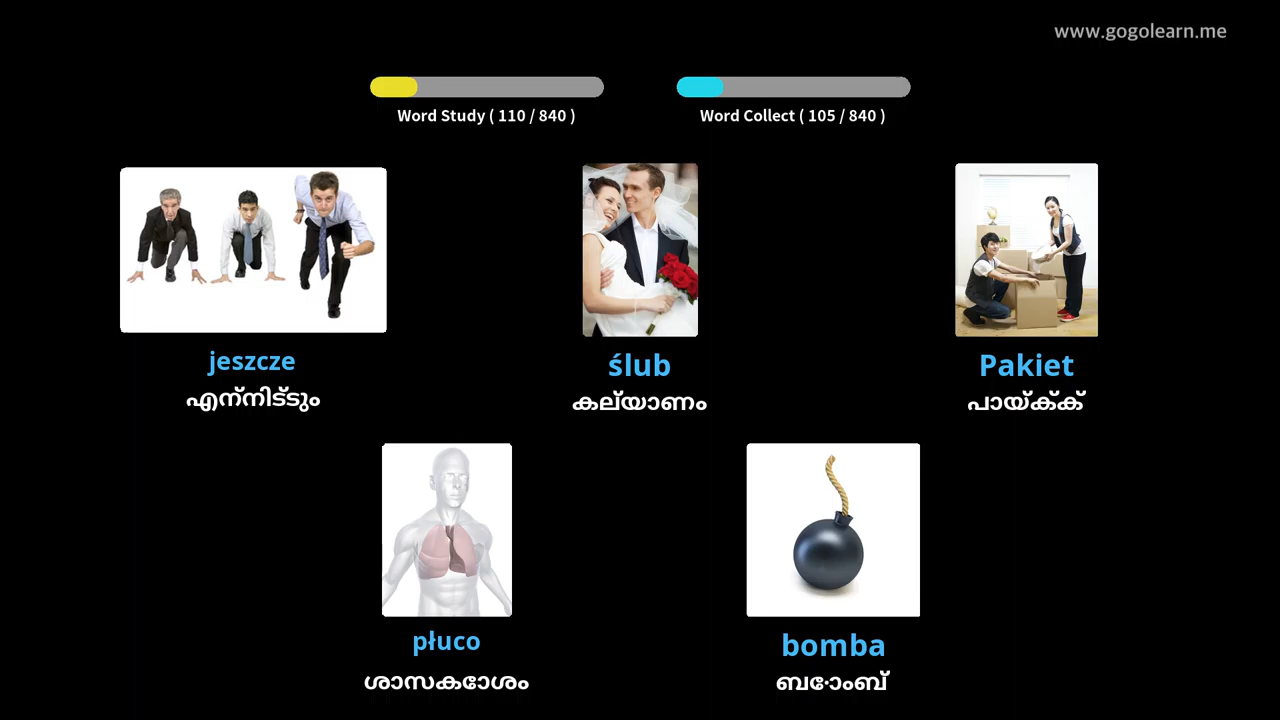 www.gogolearn.me
Word Study ( 110 / 840 )
Word Collect ( 105 / 840 )
jeszcze
എന്നിട്ടും
ślub
കല്യാണം
Pakiet
പായ്ക്ക്
płuco
ശാസകോശം
bomba
ബോംബ്